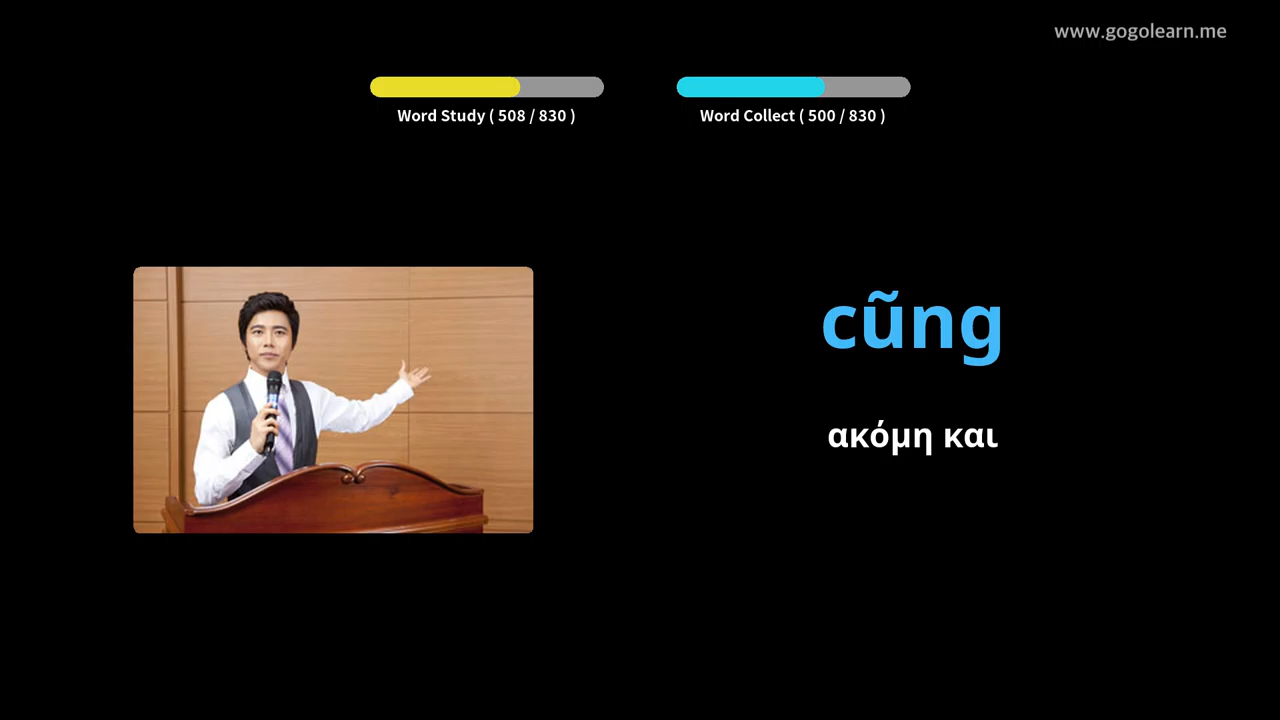 www.gogolearn.me
Word Study ( 508 / 830 )
Word Collect ( 500 / 830 )
cũng
ακόμη και